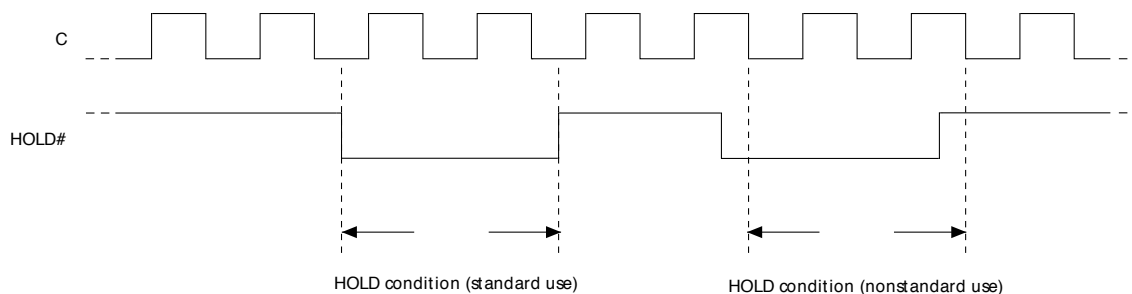 C
HOLD#
HOLD condition (standard use)
HOLD condition (nonstandard use)